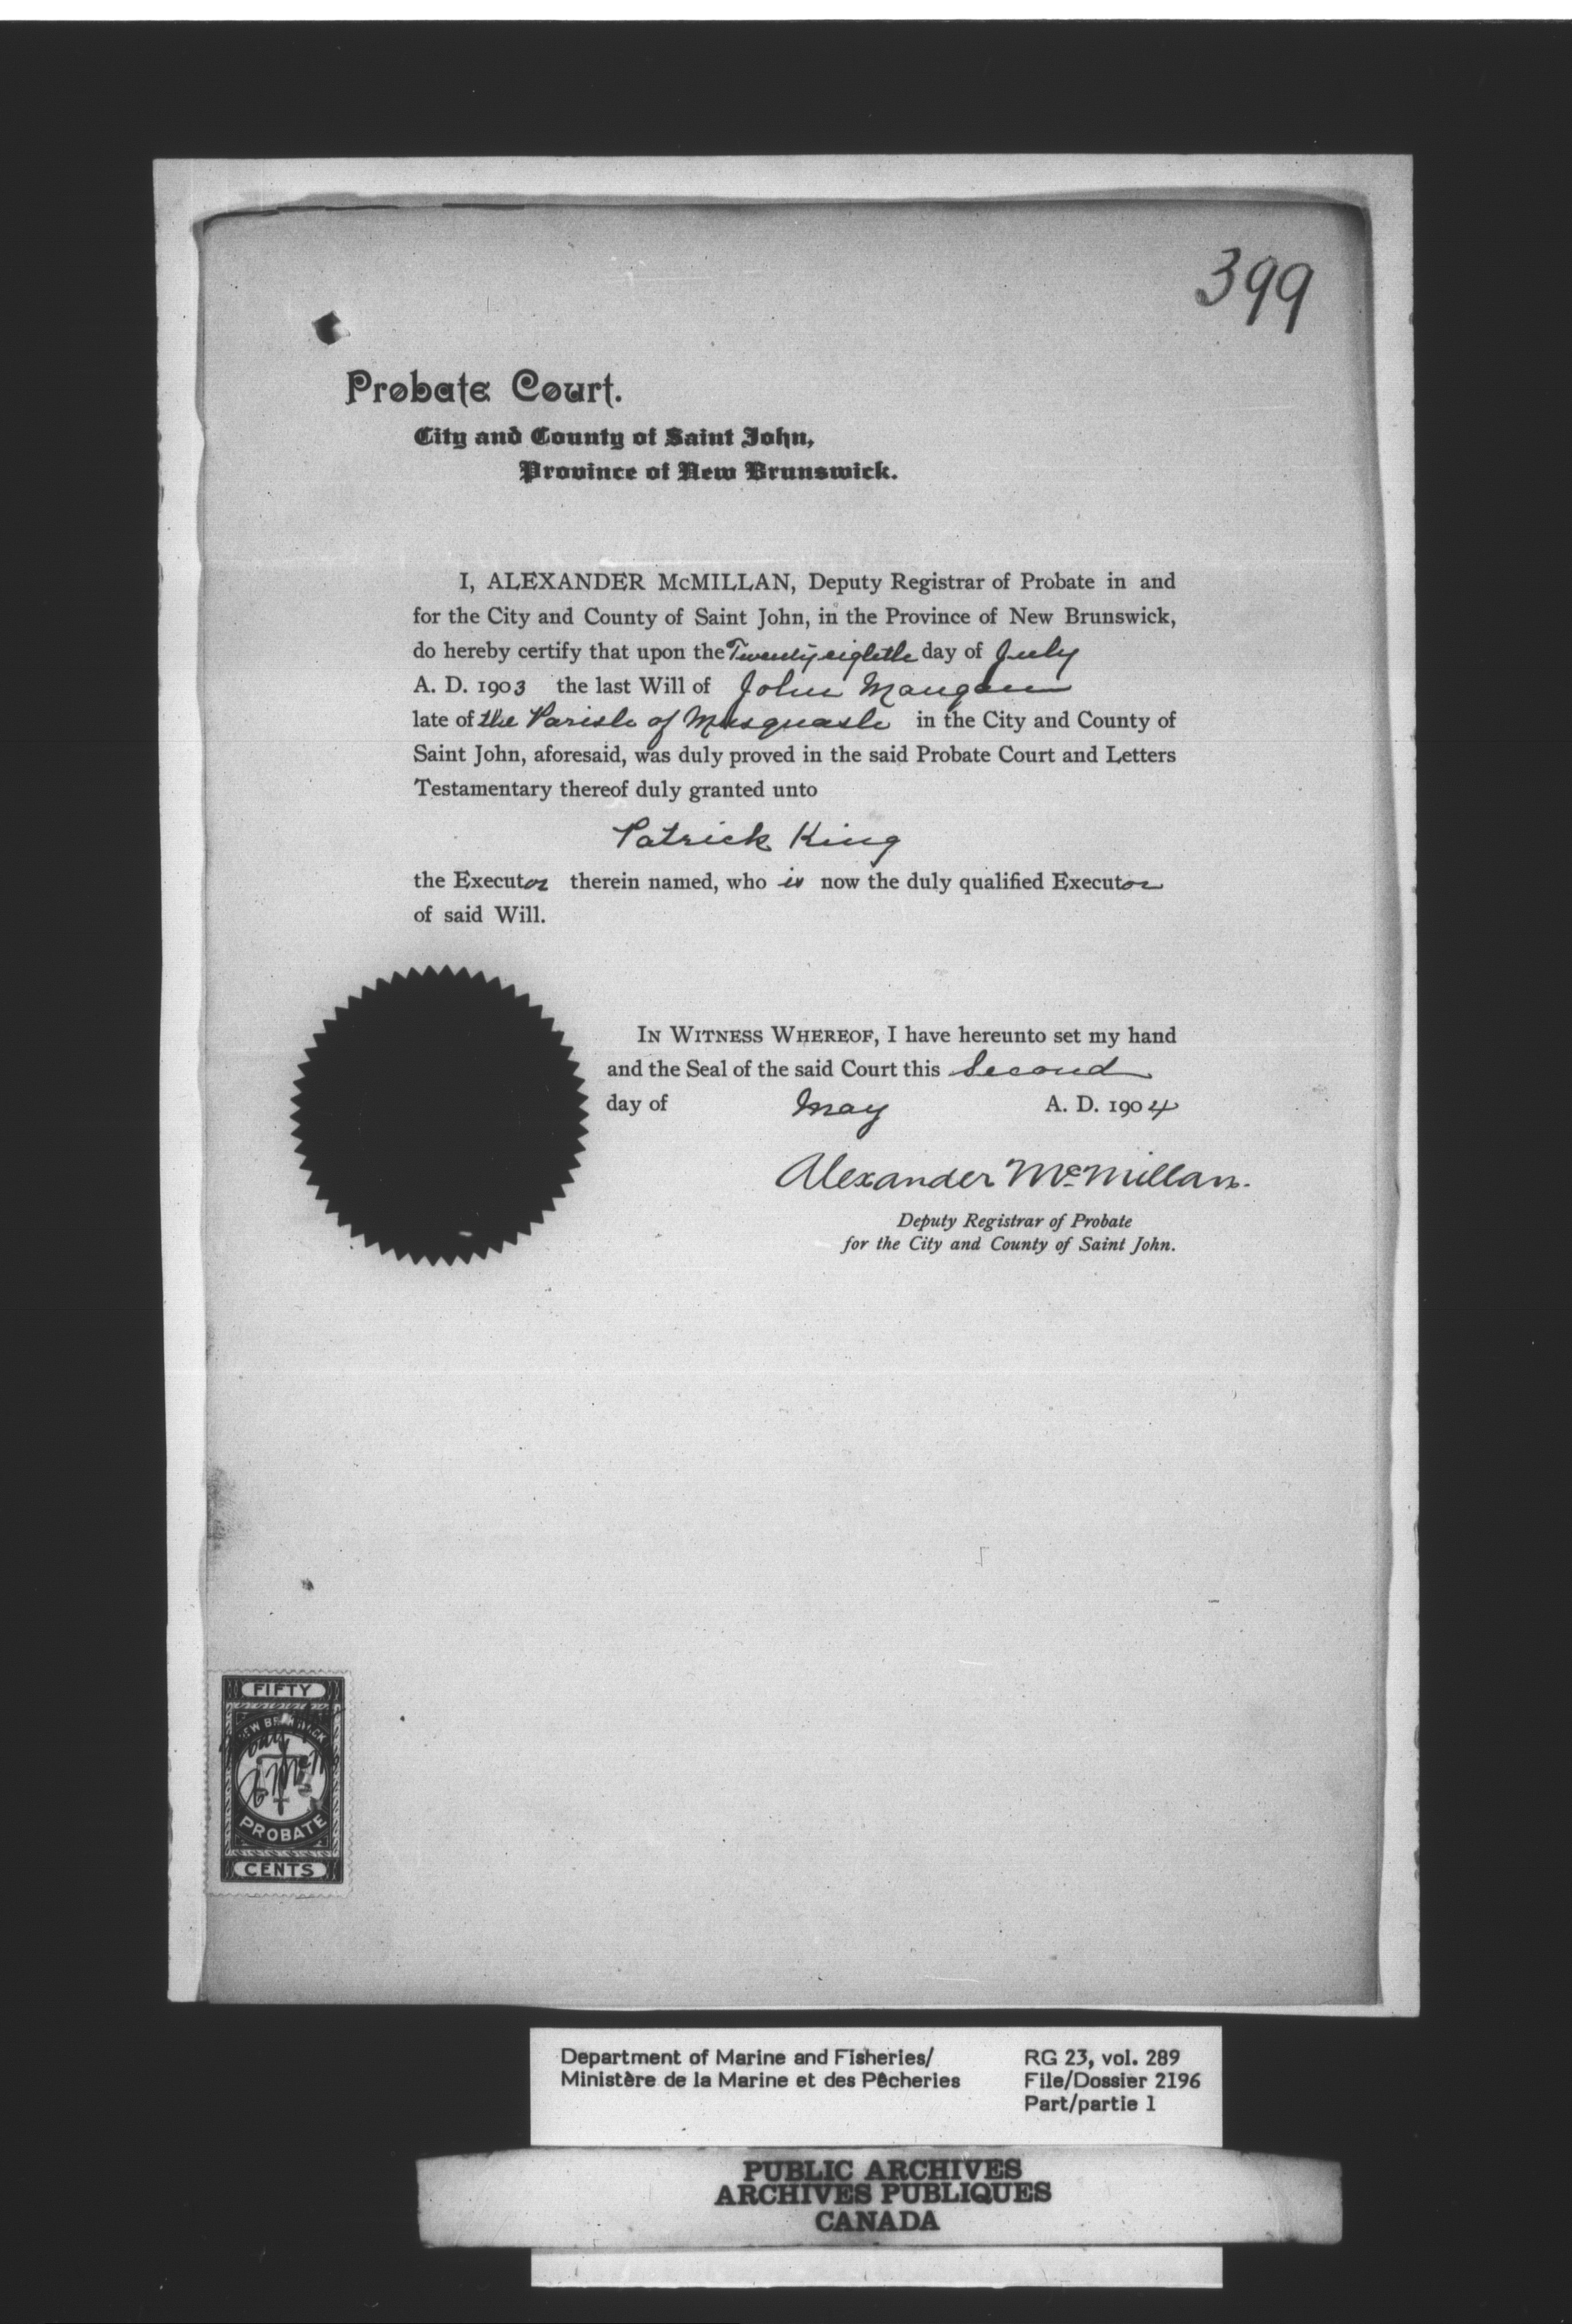 399
Probate Court.
City and County of Saint John,
Province of New Brunswick.
I, ALEXANDER McMILLAN, Deputy Registrar of Probate in and
for the City and County of Saint John, in the Province of New Brunswick,
do hereby certify that upon the Twenty eighth day of July
A. D. 1903 the last Will of John Mangan
late of the Parish of Musquash in the City and County of
Saint John, aforesaid, was duly proved in the said Probate Court and Letters
Testamentary thereof duly granted unto
Patrick King
the Executor therein named, who is now the duly qualified Executor
of said Will.
IN WITNESS WHEREOF, I have hereunto set my hand
and the Seal of the said Court this Second
day of May A. D. 1904
Alexander McMillan.
Deputy Registrar of Probate
for the City and County of Saint John.
FIFTY
NEW BRUNSWICK
PROBATE
CENTS
Department of Marine and Fisheries/ RG 23, vol. 289
Ministère de la Marine et des Pêcheries File/Dossier 2196
Part/partie 1
PUBLIC ARCHIVES
ARCHIVES PUBLIQUES
CANADA